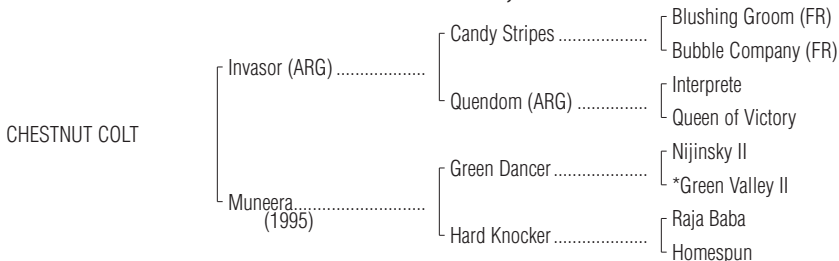 Blushing Groom (FR)
Candy Stripes ....................
Bubble Company (FR)
Invasor (ARG) ....................
Interprete
Quendom (ARG) ................
Queen of Victory
CHESTNUT COLT
Nijinsky II
Green Dancer .....................
*Green Valley II
Muneera..............................
(1995)
Raja Baba
Hard Knocker .....................
Homespun